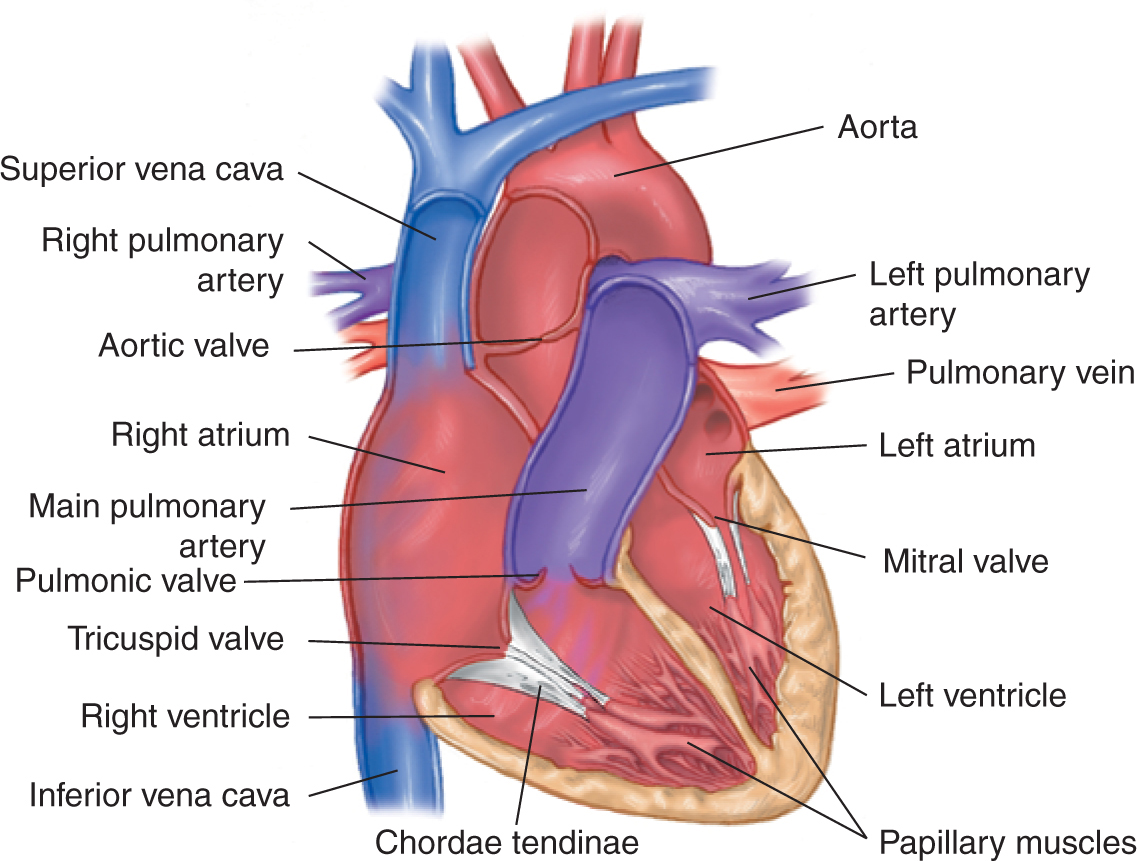 Aorta
Superior vena cava
Right pulmonary
artery
Left pulmonary
artery
Aortic valve
Pulmonary vein
Right atrium
Left atrium
Main pulmonary
artery
Mitral valve
Pulmonic valve
Tricuspid valve
Left ventricle
Right ventricle
Inferior vena cava
Chordae tendinae
Papillary muscles